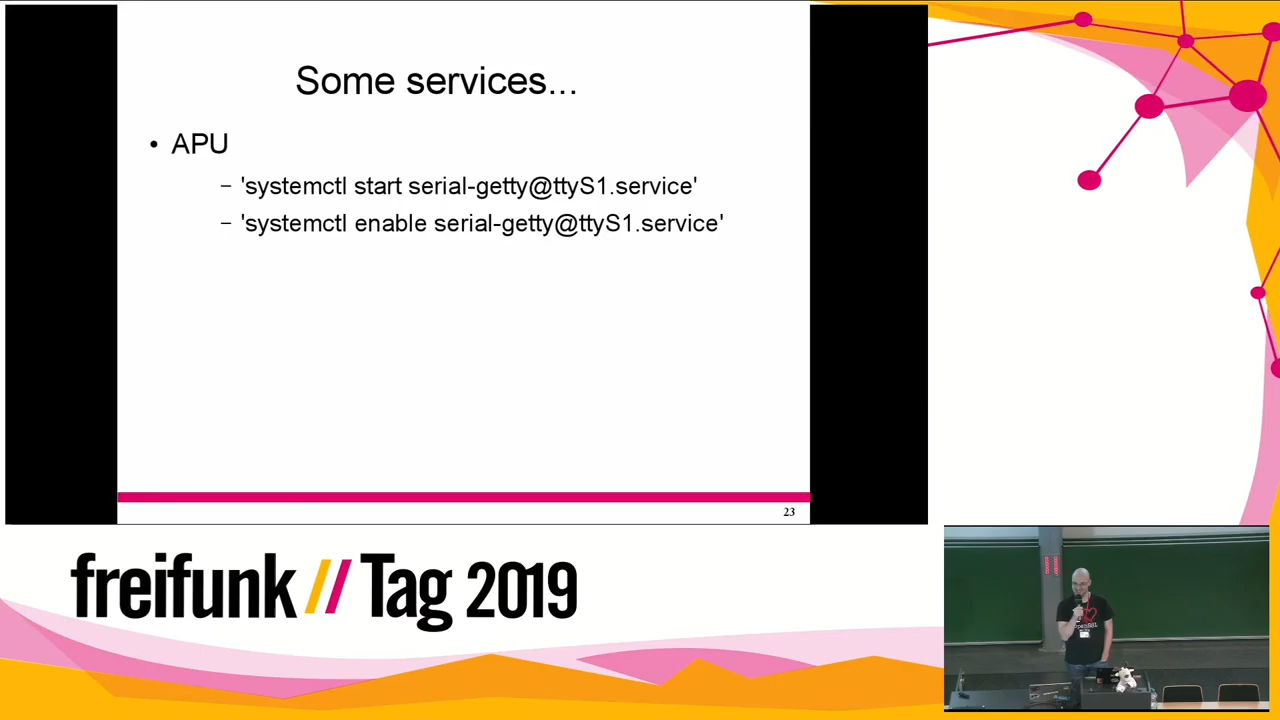 Some services...
• APU
– 'systemctl start serial-getty@ttyS1.service'
– 'systemctl enable serial-getty@ttyS1.service'
23
freifunk // Tag 2019